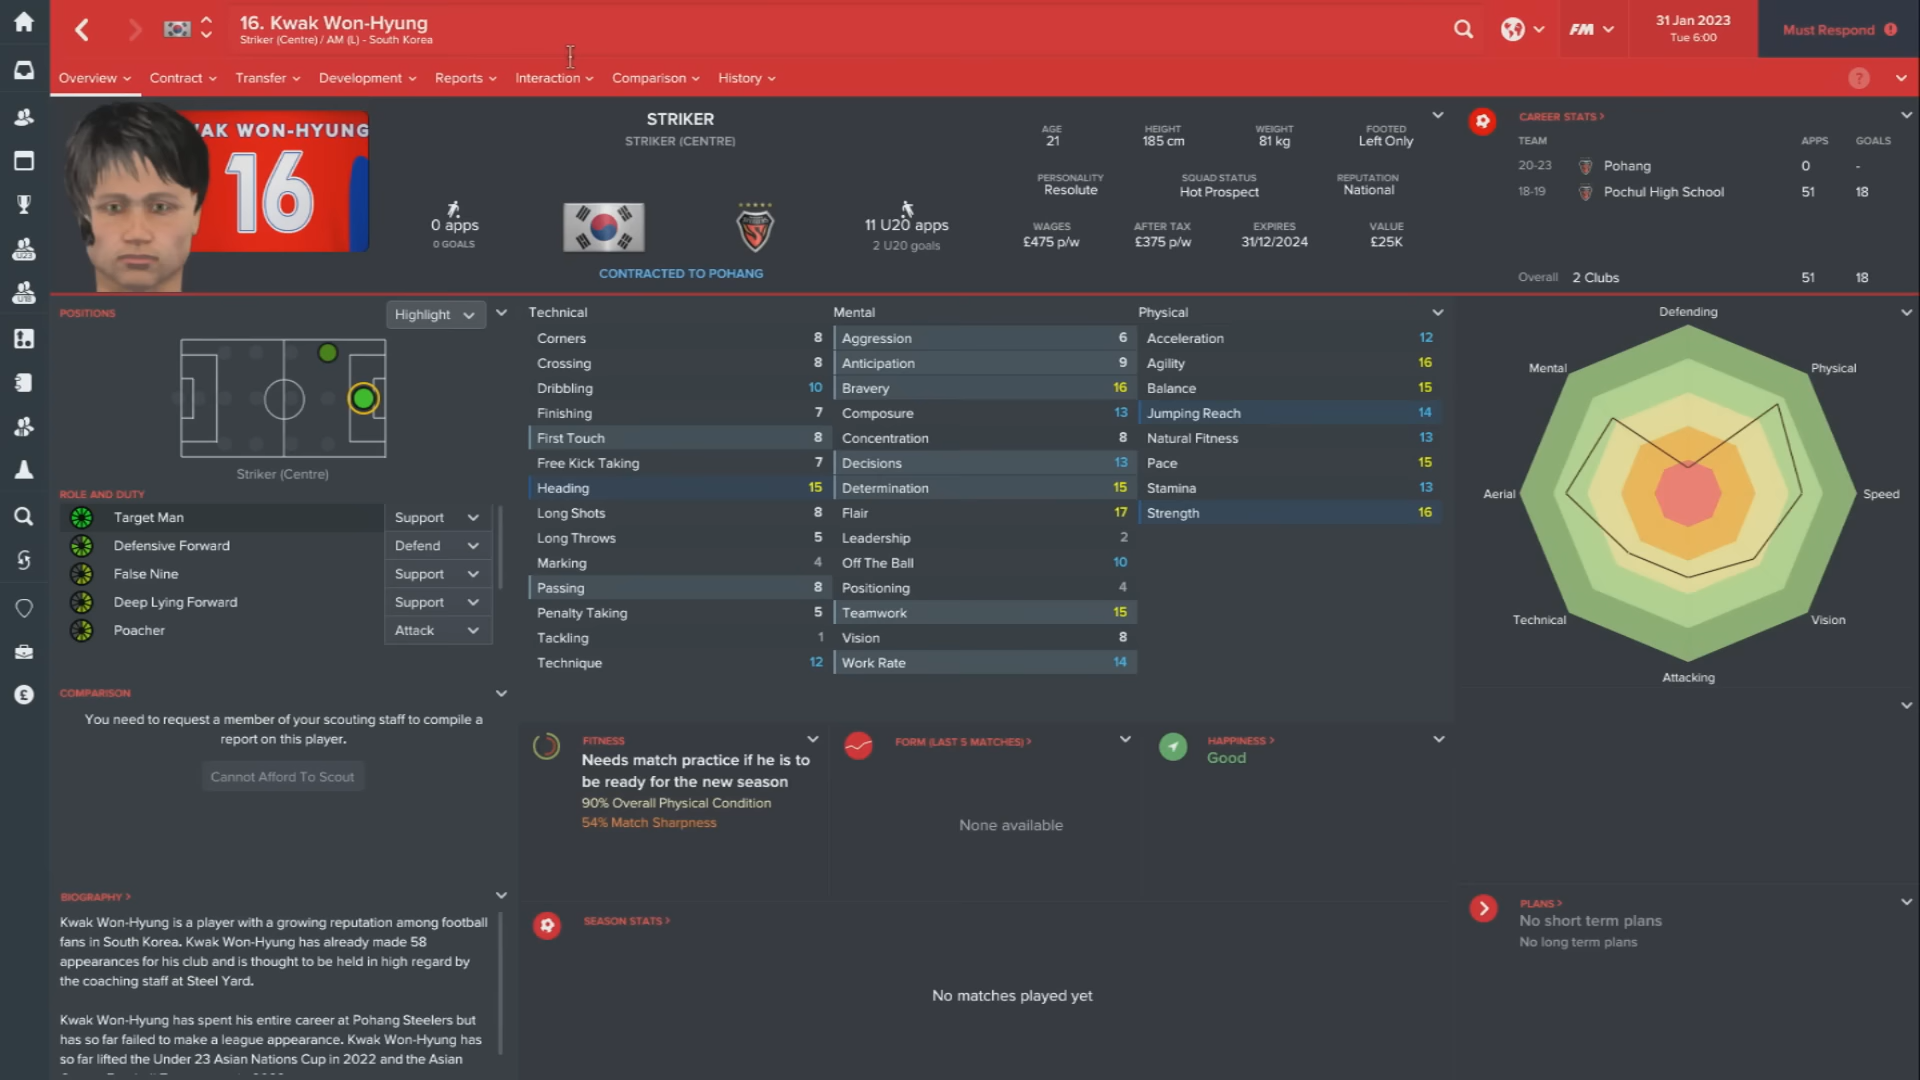 16. Kwak Won-Hyung
Striker (Centre) / AM (L) - South Korea
FM
31 Jan 2023
Tue 6:00
Must Respond
Overview
Contract
Transfer
Development
Reports
Interaction
Comparison
History
?
WAK WON-HYUNG
16
STRIKER
STRIKER (CENTRE)
0 apps
0 GOALS
11 U20 apps
2 U20 goals
CONTRACTED TO POHANG
AGE
21
HEIGHT
185 cm
WEIGHT
81 kg
FOOTED
Left Only
PERSONALITY
Resolute
SQUAD STATUS
Hot Prospect
REPUTATION
National
WAGES
£475 p/w
AFTER TAX
£375 p/w
EXPIRES
31/12/2024
VALUE
£25K
CAREER STATS >
TEAM APPS GOALS
20-23 Pohang 0 -
18-19 Pochul High School 51 18
Overall 2 Clubs 51 18
POSITIONS
Highlight
Striker (Centre)
ROLE AND DUTY
Target Man Support
Defensive Forward Defend
False Nine Support
Deep Lying Forward Support
Poacher Attack
COMPARISON
You need to request a member of your scouting staff to compile a
report on this player.
Cannot Afford To Scout
BIOGRAPHY >
Kwak Won-Hyung is a player with a growing reputation among football
fans in South Korea. Kwak Won-Hyung has already made 58
appearances for his club and is thought to be held in high regard by
the coaching staff at Steel Yard.
Kwak Won-Hyung has spent his entire career at Pohang Steelers but
has so far failed to make a league appearance. Kwak Won-Hyung has
so far lifted the Under 23 Asian Nations Cup in 2022 and the Asian
Technical
Corners 8
Crossing 8
Dribbling 10
Finishing 7
First Touch 8
Free Kick Taking 7
Heading 15
Long Shots 8
Long Throws 5
Marking 4
Passing 8
Penalty Taking 5
Tackling 1
Technique 12
Mental
Aggression 6
Anticipation 9
Bravery 16
Composure 13
Concentration 8
Decisions 13
Determination 15
Flair 17
Leadership 2
Off The Ball 10
Positioning 4
Teamwork 15
Vision 8
Work Rate 14
Physical
Acceleration 12
Agility 16
Balance 15
Jumping Reach 14
Natural Fitness 13
Pace 15
Stamina 13
Strength 16
Defending
Physical
Speed
Vision
Attacking
Technical
Aerial
Mental
FITNESS
Needs match practice if he is to
be ready for the new season
90% Overall Physical Condition
54% Match Sharpness
FORM (LAST 5 MATCHES) >
None available
HAPPINESS >
Good
SEASON STATS >
No matches played yet
PLANS >
No short term plans
No long term plans
U23
U18
£